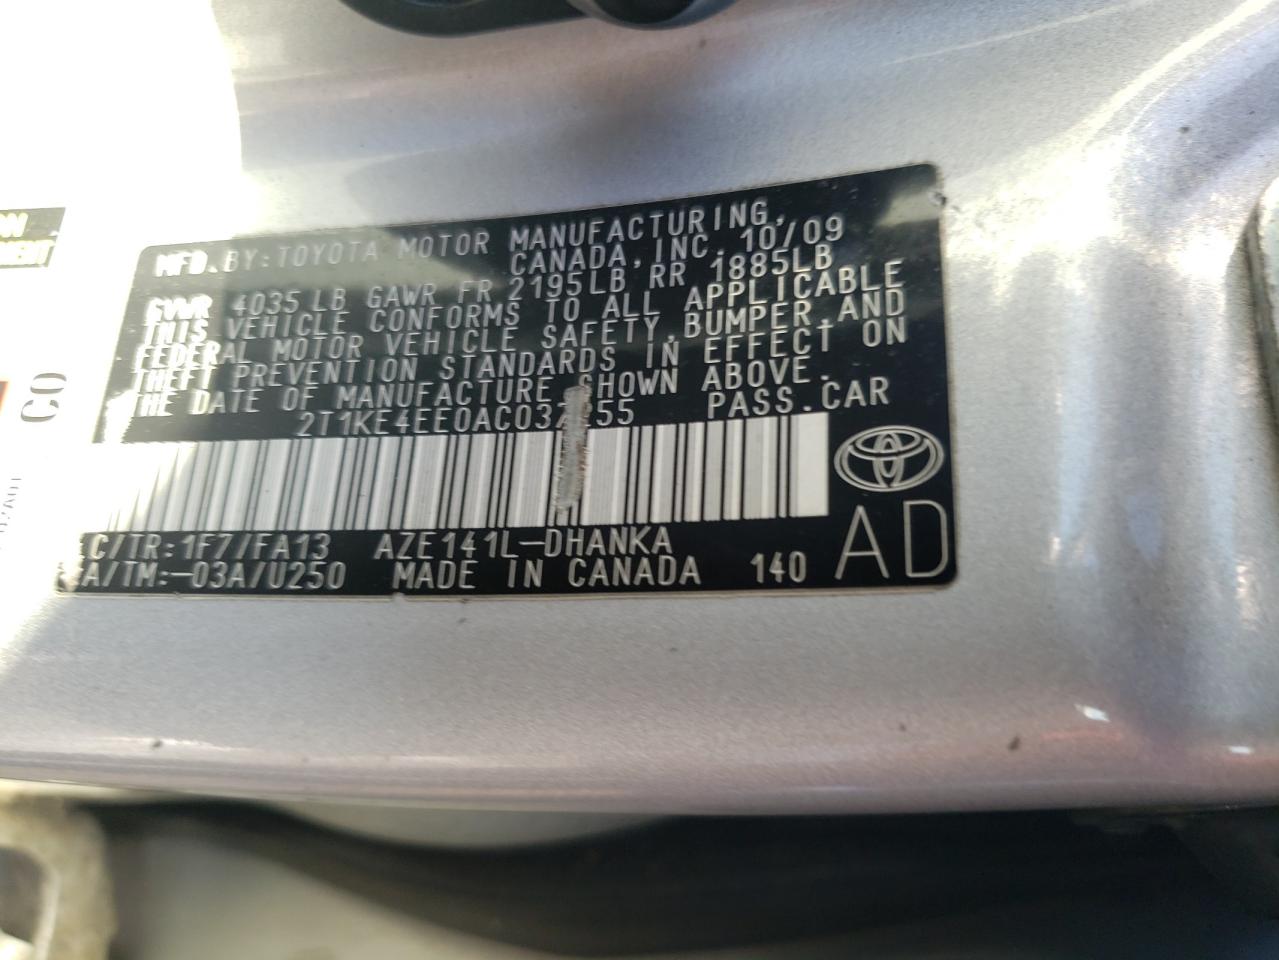 MFD.BY:TOYOTA MOTOR MANUFACTURING,
CANADA,INC. 10/09
GVWR 4035LB GAWR FR 2195LB RR 1885LB
THIS VEHICLE CONFORMS TO ALL APPLICABLE
FEDERAL MOTOR VEHICLE SAFETY,BUMPER,AND
THEFT PREVENTION STANDARDS IN EFFECT ON
THE DATE OF MANUFACTURE SHOWN ABOVE.
PASS.CAR
C/TR:1F7/FA13 AZE141L-DHANKA
A/TM:-03A/U250 MADE IN CANADA 140
AD
CO